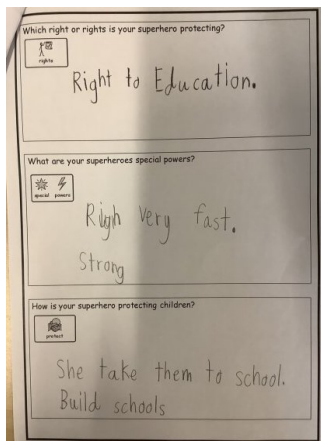 Which right or rights is your superhero protecting?
rights
Right to Education.
What are your superheroes special powers?
special powers
Righ Very fast.
Strong
How is your superhero protecting children?
protect
She take them to school.
Build schools